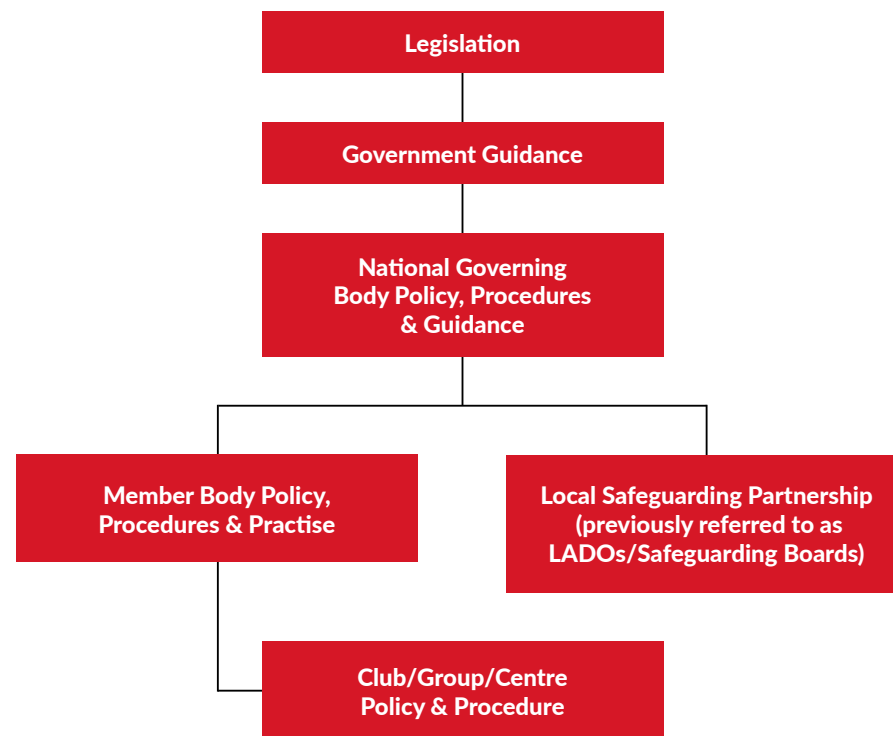 Legislation
Government Guidance
National Governing
Body Policy, Procedures
& Guidance
Member Body Policy,
Procedures & Practise
Local Safeguarding Partnership
(previously referred to as
LADOs/Safeguarding Boards)
Club/Group/Centre
Policy & Procedure